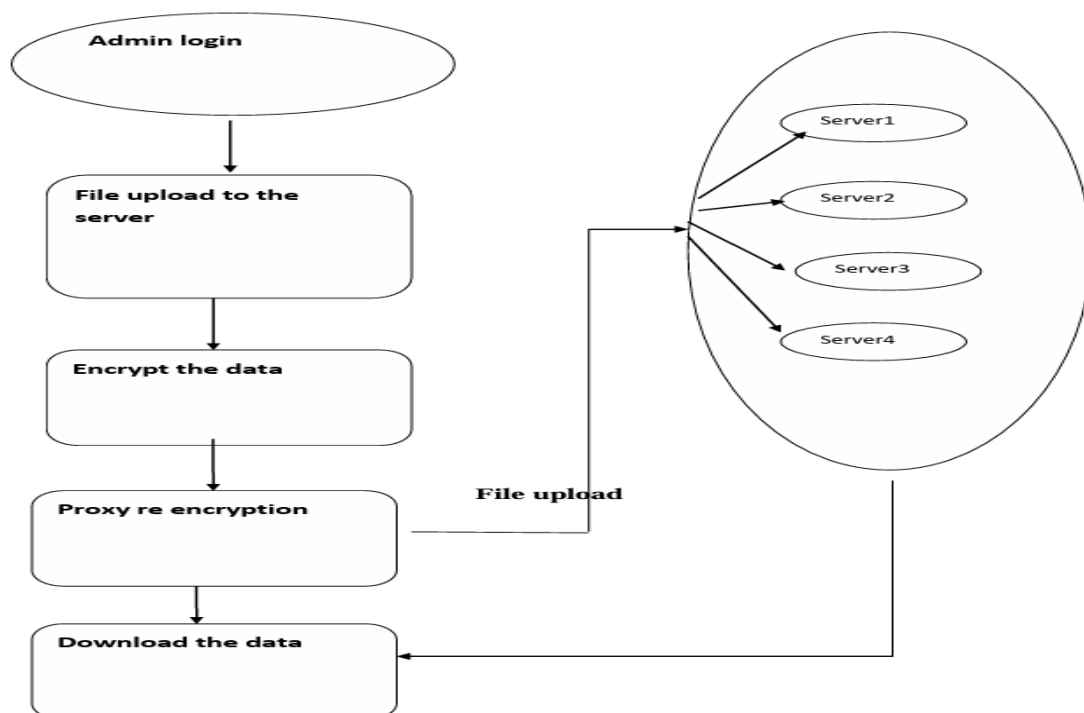 Admin login
File upload to the
server
Encrypt the data
Proxy re encryption
Download the data
File upload
Server1
Server2
Server3
Server4